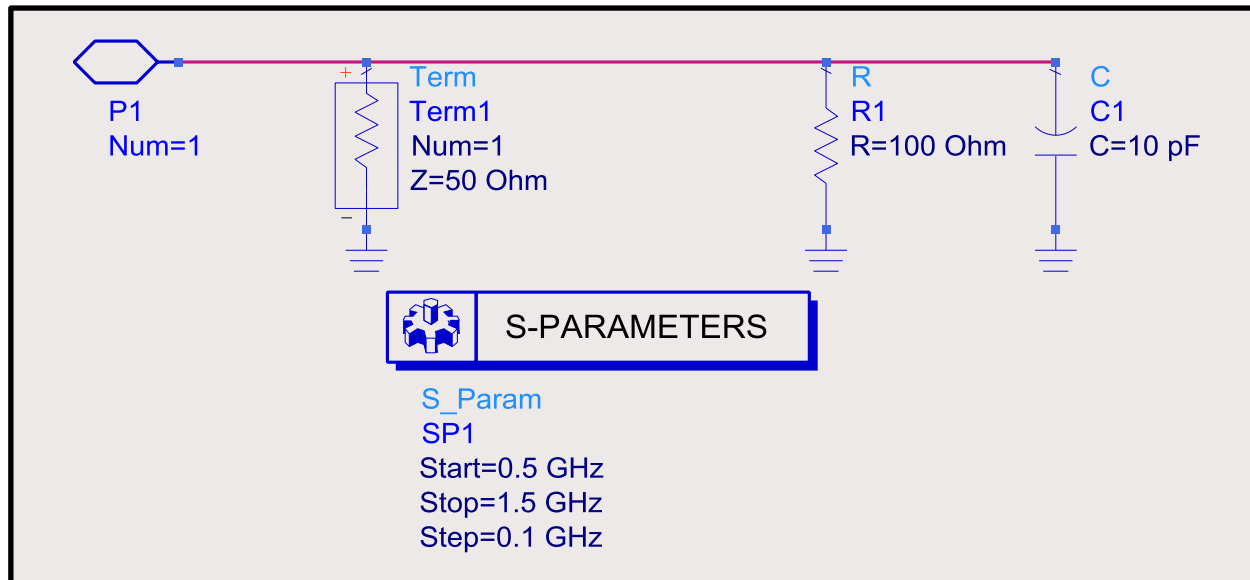 P1
Num=1
+
Term
Term1
Num=1
Z=50 Ohm
−
R
R1
R=100 Ohm
C
C1
C=10 pF
S-PARAMETERS
S_Param
SP1
Start=0.5 GHz
Stop=1.5 GHz
Step=0.1 GHz